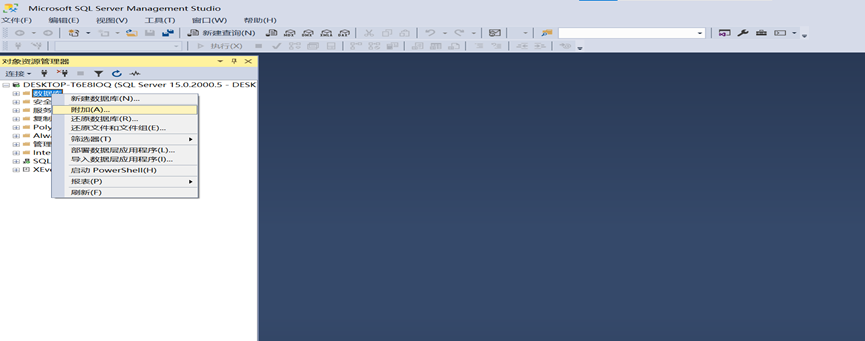 Microsoft SQL Server Management Studio
文件(F) 编辑(E) 视图(V) 工具(T) 窗口(W) 帮助(H)
新建查询(N)
执行(X)
对象资源管理器
连接
DESKTOP-T6E8IOQ (SQL Server 15.0.2000.5 - DESK
数据库
新建数据库(N)...
安全
附加(A)...
服务
还原数据库(R)...
复制
还原文件和文件组(E)...
Poly
筛选器(T)
Alwa
部署数据层应用程序(L)...
管理
导入数据层应用程序(I)...
Inte
SQL
启动 PowerShell(H)
XEve
报表(P)
刷新(F)